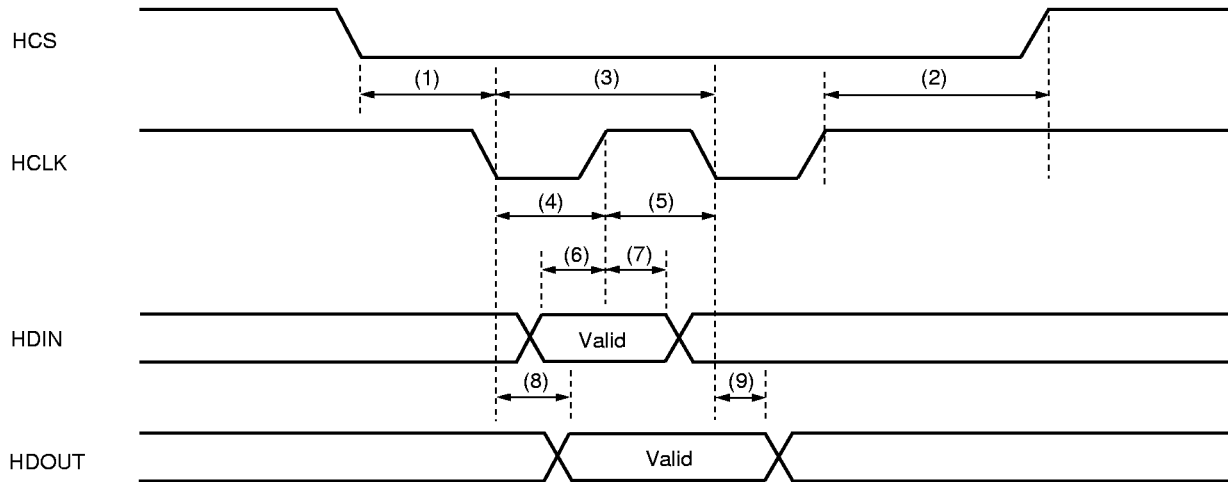 HCS
(1) (3) (2)
HCLK
(4) (5)
(6) (7)
HDIN Valid
(8) (9)
HDOUT Valid